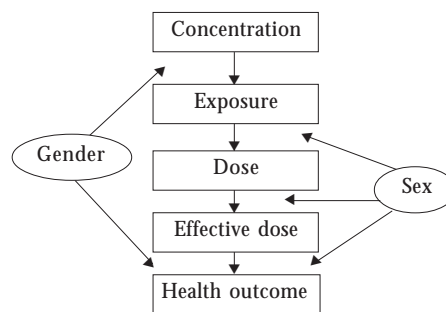 Concentration
Exposure
Gender
Dose
Sex
Effective dose
Health outcome